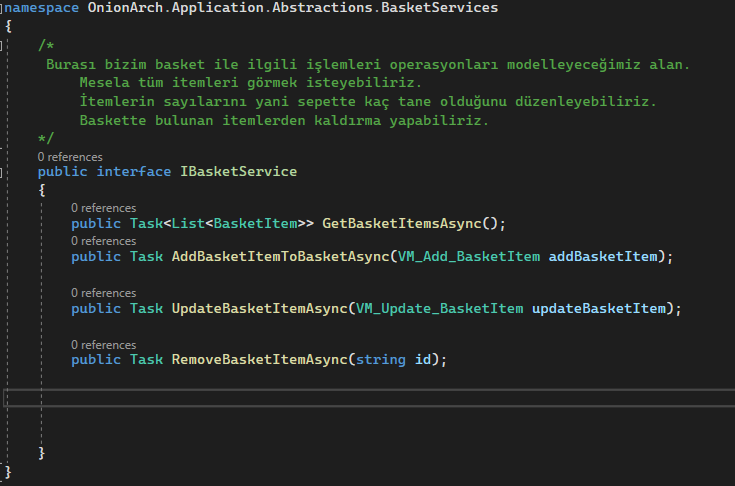 namespace OnionArch.Application.Abstractions.BasketServices
{
/*
Burası bizim basket ile ilgili işlemleri operasyonları modelleyeceğimiz alan.
Mesela tüm itemleri görmek isteyebiliriz.
İtemlerin sayılarını yani sepette kaç tane olduğunu düzenleyebiliriz.
Baskette bulunan itemlerden kaldırma yapabiliriz.
*/
0 references
public interface IBasketService
{
0 references
public Task<List<BasketItem>> GetBasketItemsAsync();
0 references
public Task AddBasketItemToBasketAsync(VM_Add_BasketItem addBasketItem);
0 references
public Task UpdateBasketItemAsync(VM_Update_BasketItem updateBasketItem);
0 references
public Task RemoveBasketItemAsync(string id);
}
}